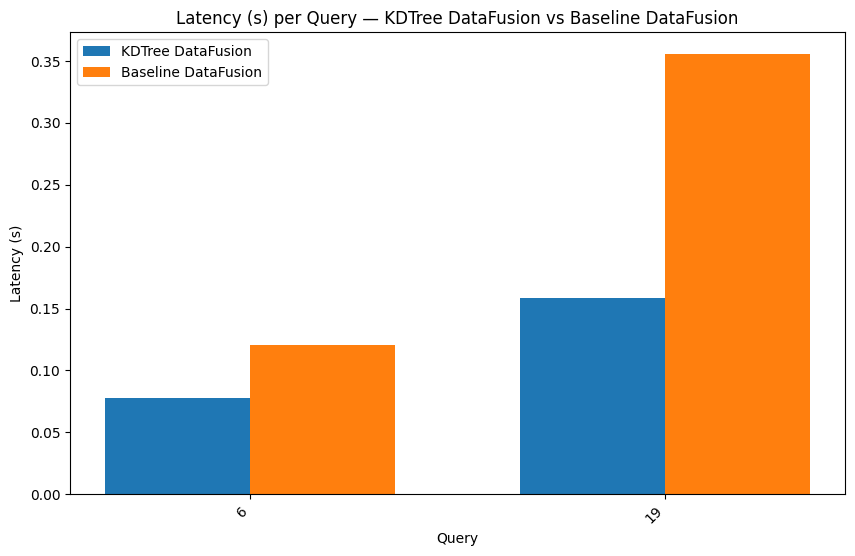 Latency (s) per Query — KDTree DataFusion vs Baseline DataFusion
KDTree DataFusion
Baseline DataFusion
Latency (s)
0.35
0.30
0.25
0.20
0.15
0.10
0.05
0.00
6
19
Query